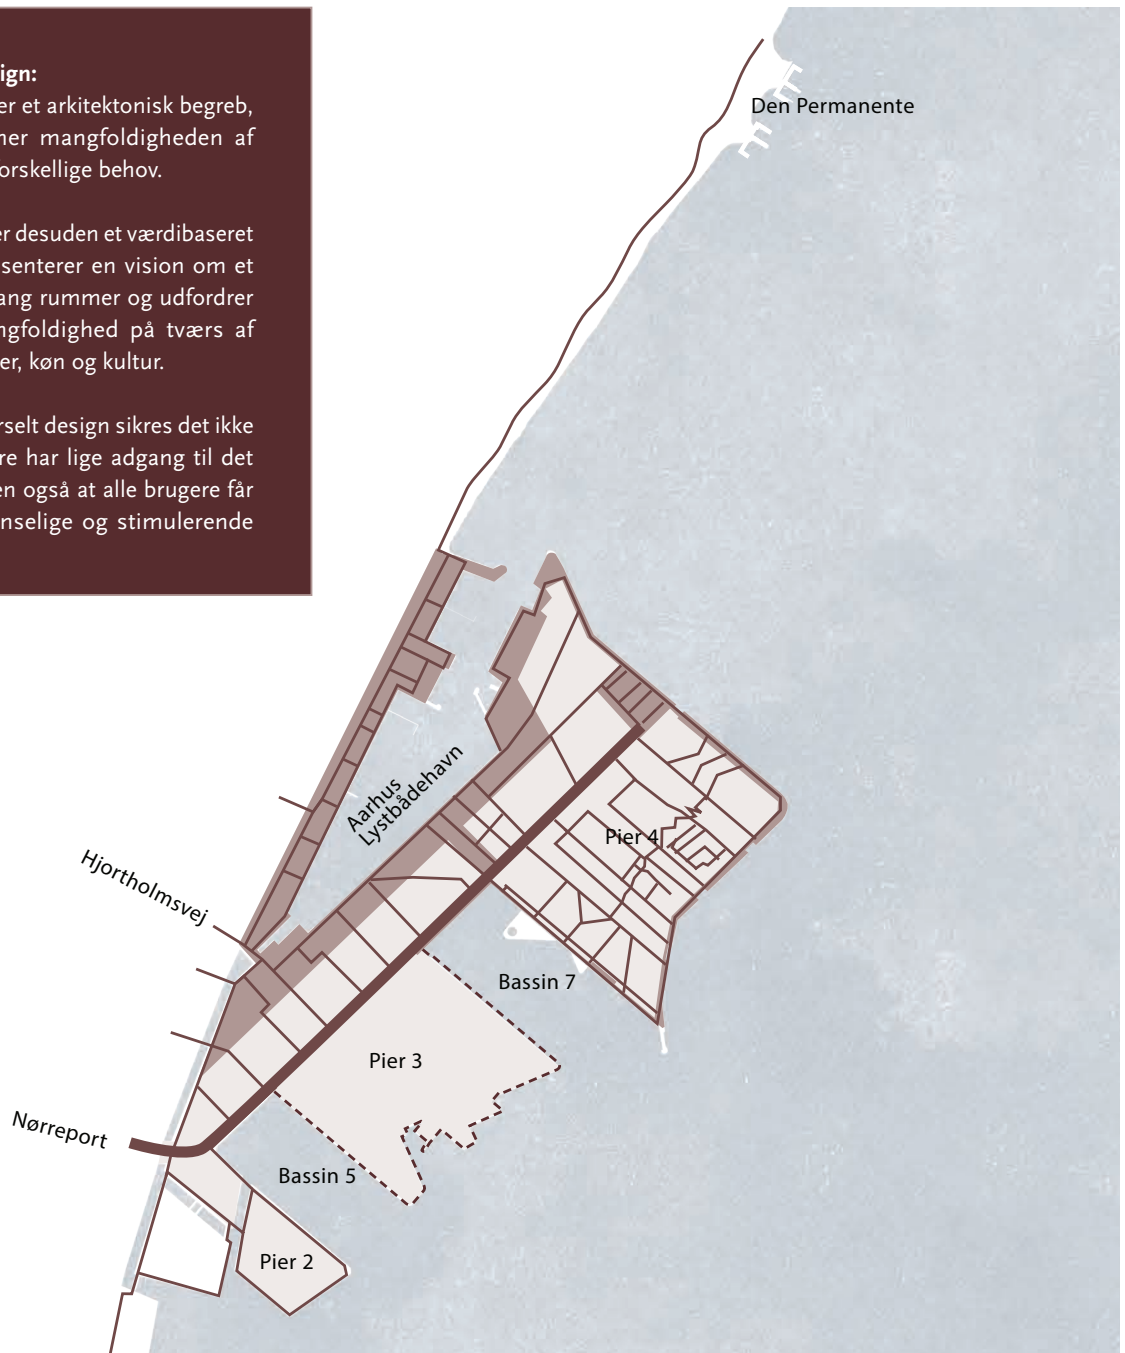 ign:
er et arkitektonisk begreb,
ner mangfoldigheden af
orskellige behov.
er desuden et værdibaseret
senterer en vision om et
ang rummer og udfordrer
ngfoldighed på tværs af
er, køn og kultur.
rselt design sikres det ikke
re har lige adgang til det
en også at alle brugere får
nselige og stimulerende
Den Permanente
Aarhus
Lystbådehavn
Pier 4
Hjortholmsvej
Bassin 7
Pier 3
Nørreport
Bassin 5
Pier 2